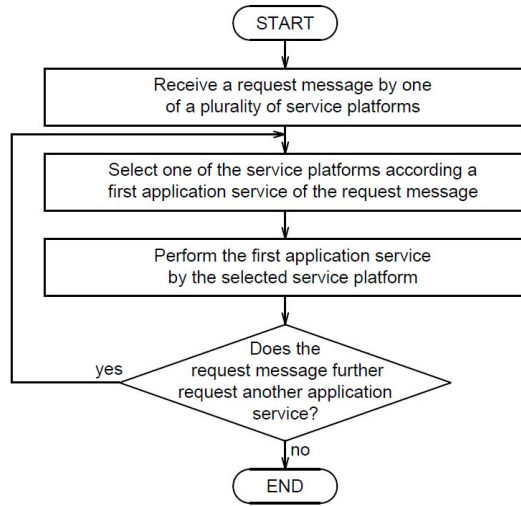 START
Receive a request message by one
of a plurality of service platforms
Select one of the service platforms according a
first application service of the request message
Perform the first application service
by the selected service platform
Does the
request message further
request another application
service?
yes
no
END